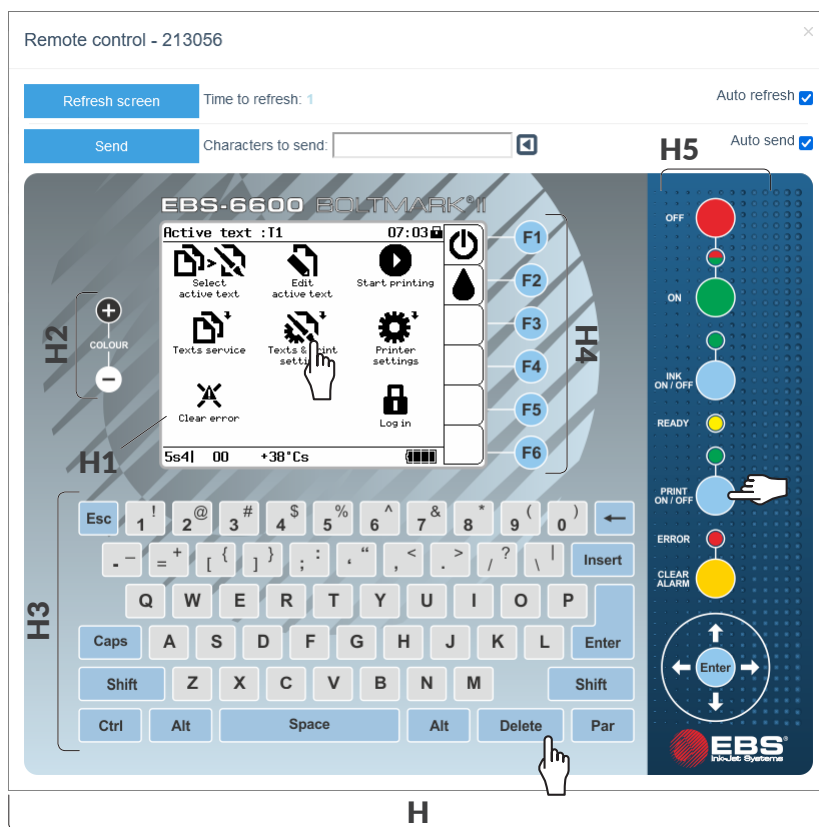 Remote control - 213056
×
Refresh screen
Time to refresh: 1
Auto refresh
Send
Characters to send:
Auto send
H5
EBS-6600 BOLTMARK®II
Active text :T1 07:03
Select
active text
Edit
active text
Start printing
Texts service
Texts & print
settin
Printer
settings
Clear error
Log in
5s4| 00 +38°Cs
F1
F2
F3
F4
F5
F6
H4
H2
COLOUR
+
−
H1
OFF
ON
INK
ON / OFF
READY
PRINT
ON / OFF
ERROR
CLEAR
ALARM
Enter
H3
Esc 1 ! 2 @ 3 # 4 $ 5 % 6 ^ 7 & 8 * 9 ( 0 ) ←
- – = + [ { ] } ; : ‘ “ , < . > / ? \ | Insert
Q W E R T Y U I O P
Caps A S D F G H J K L Enter
Shift Z X C V B N M Shift
Ctrl Alt Space Alt Delete Par
EBS®
Ink-Jet Systems
H